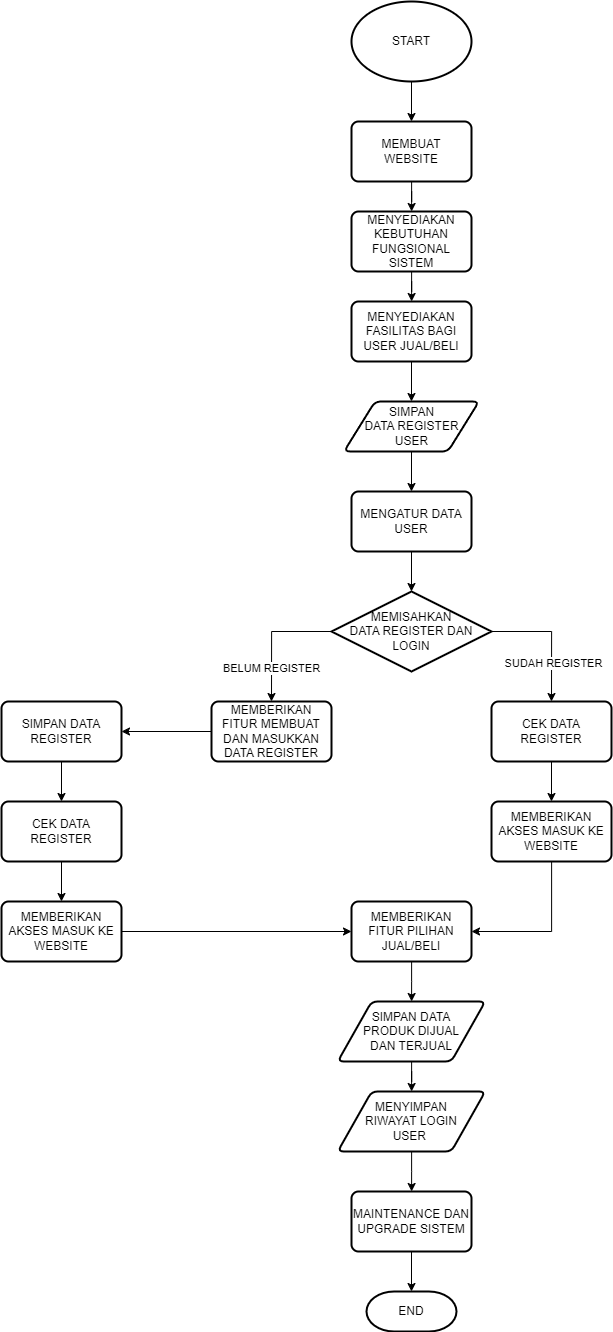 START
MEMBUAT
WEBSITE
MENYEDIAKAN
KEBUTUHAN
FUNGSIONAL
SISTEM
MENYEDIAKAN
FASILITAS BAGI
USER JUAL/BELI
SIMPAN
DATA REGISTER
USER
MENGATUR DATA
USER
MEMISAHKAN
DATA REGISTER DAN
LOGIN
BELUM REGISTER
SUDAH REGISTER
SIMPAN DATA
REGISTER
MEMBERIKAN
FITUR MEMBUAT
DAN MASUKKAN
DATA REGISTER
CEK DATA
REGISTER
CEK DATA
REGISTER
MEMBERIKAN
AKSES MASUK KE
WEBSITE
MEMBERIKAN
AKSES MASUK KE
WEBSITE
MEMBERIKAN
FITUR PILIHAN
JUAL/BELI
SIMPAN DATA
PRODUK DIJUAL
DAN TERJUAL
MENYIMPAN
RIWAYAT LOGIN
USER
MAINTENANCE DAN
UPGRADE SISTEM
END